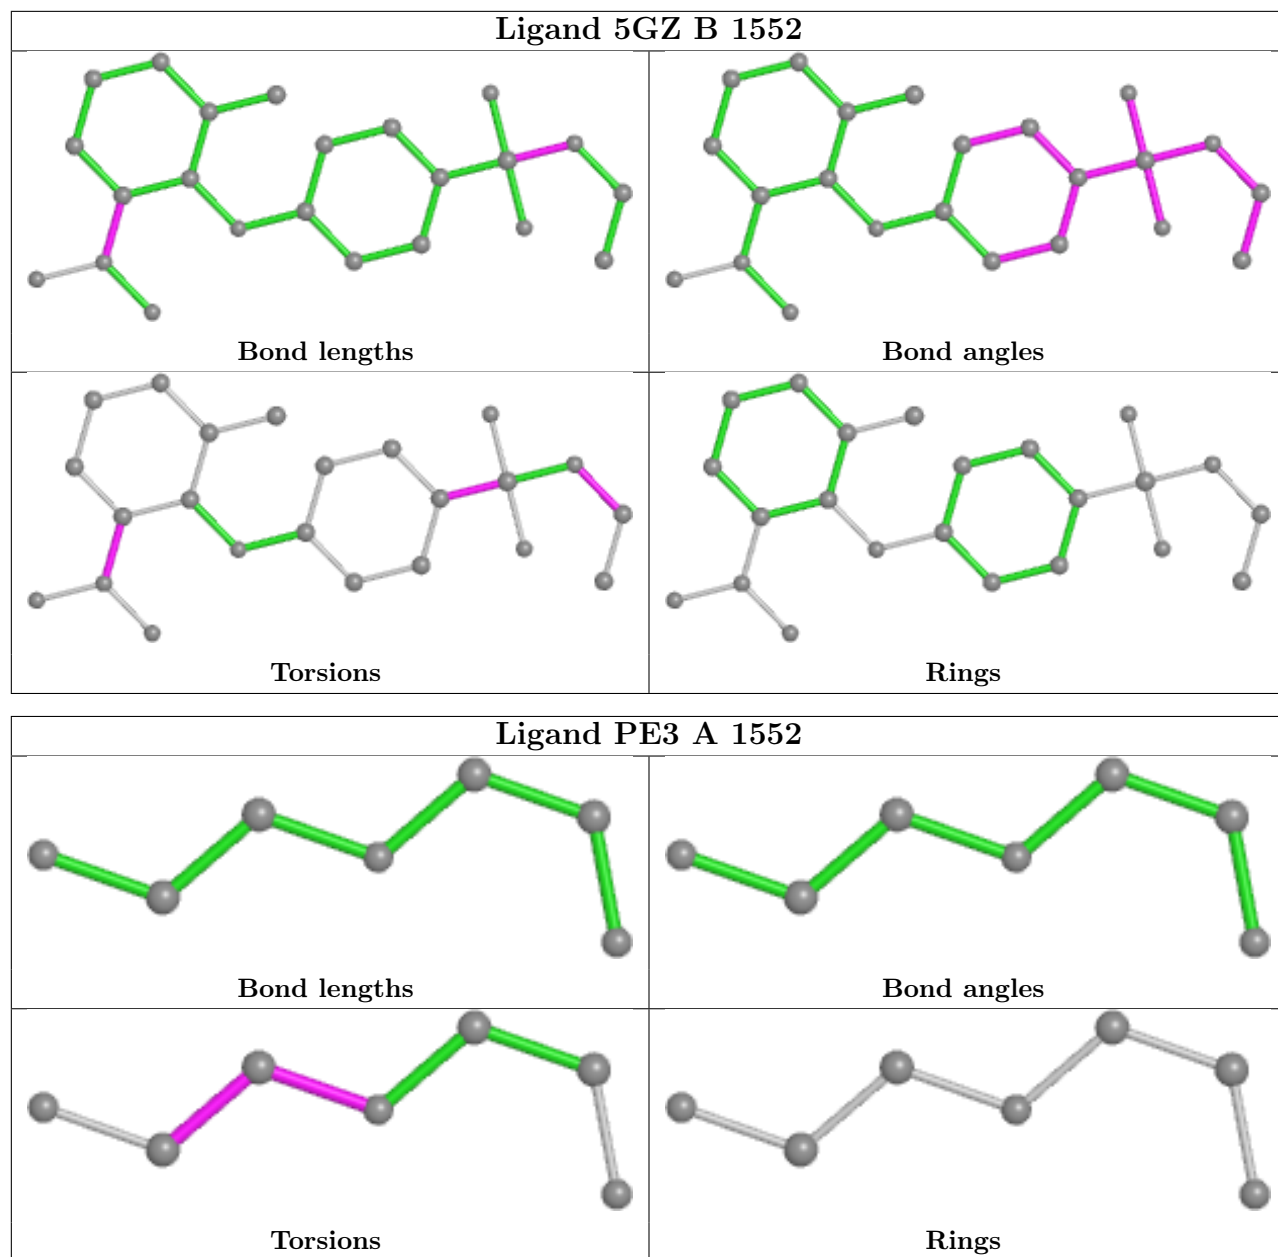 Ligand 5GZ B 1552
Bond lengths
Bond angles
Torsions
Rings
Ligand PE3 A 1552
Bond lengths
Bond angles
Torsions
Rings